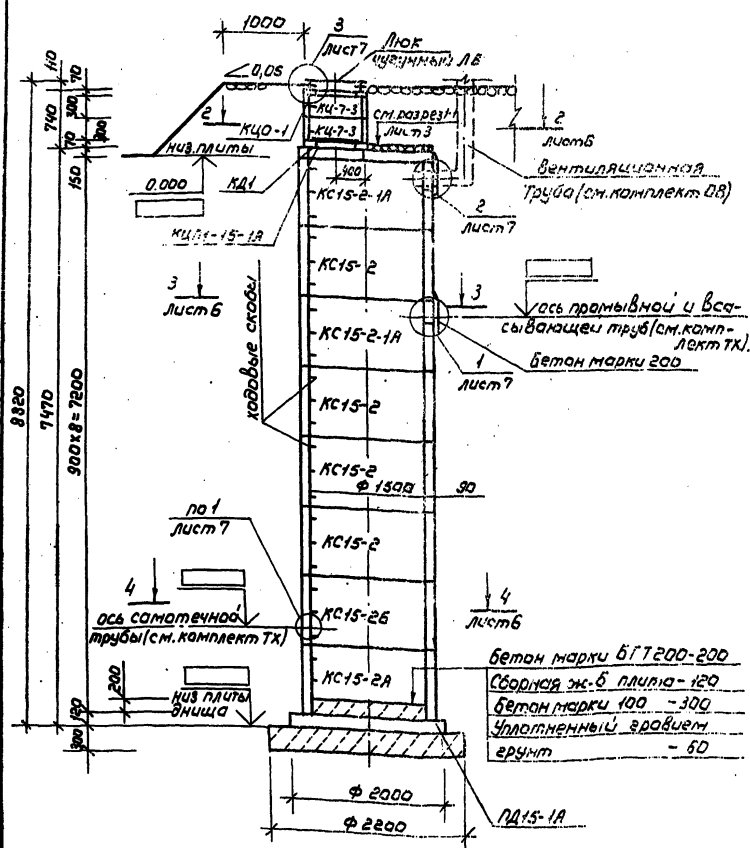 1000
3
лист 7
Люк
чугунный Л.Б
< 0,05
2
КЦ-7-3
КЦ-7-3
см.разрез 1-1
лист 3
2
лист 6
КЦО-1
низ плиты
0.000
КД1
400
КС15-2-1А
Вентиляционная
труба (см.комплект ОВ)
2
лист 7
КЦП1-15-1А
3
лист 6
КС15-2
3
ось промывной и вса-
сывающей труб (см.комп-
лект ТХ).
КС15-2-1А
1
лист 7
Бетон марки 200
ходовые скобы
КС15-2
КС15-2
ф 1500
90
по 1
лист 7
КС15-2
4
4
лист 6
ось самотечной
трубы (см.комплект ТХ)
КС15-2Б
КС15-2А
Бетон марки БГТ200-200
Сборная ж.б плита-120
Бетон марки 100 -300
Уплотненный гравием
грунт - 60
низ плиты
днища
ф 2000
ф 2200
ПД15-1А
110
70
740
300
300
70
150
8320
7470
900х8=7200
200
120
300